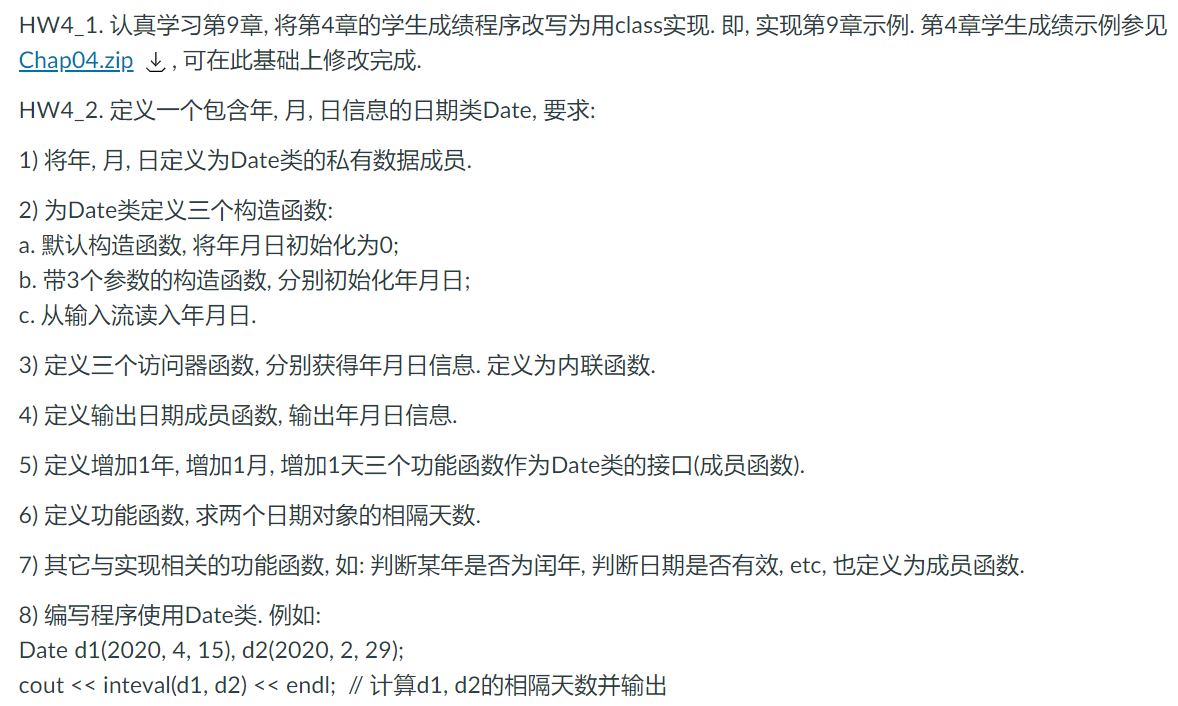 HW4_1. 认真学习第9章, 将第4章的学生成绩程序改写为用class实现. 即, 实现第9章示例. 第4章学生成绩示例参见
Chap04.zip , 可在此基础上修改完成.
HW4_2. 定义一个包含年, 月, 日信息的日期类Date, 要求:
1) 将年, 月, 日定义为Date类的私有数据成员.
2) 为Date类定义三个构造函数:
a. 默认构造函数, 将年月日初始化为0;
b. 带3个参数的构造函数, 分别初始化年月日;
c. 从输入流读入年月日.
3) 定义三个访问器函数, 分别获得年月日信息. 定义为内联函数.
4) 定义输出日期成员函数, 输出年月日信息.
5) 定义增加1年, 增加1月, 增加1天三个功能函数作为Date类的接口(成员函数).
6) 定义功能函数, 求两个日期对象的相隔天数.
7) 其它与实现相关的功能函数, 如: 判断某年是否为闰年, 判断日期是否有效, etc, 也定义为成员函数.
8) 编写程序使用Date类. 例如:
Date d1(2020, 4, 15), d2(2020, 2, 29);
cout << inteval(d1, d2) << endl; // 计算d1, d2的相隔天数并输出